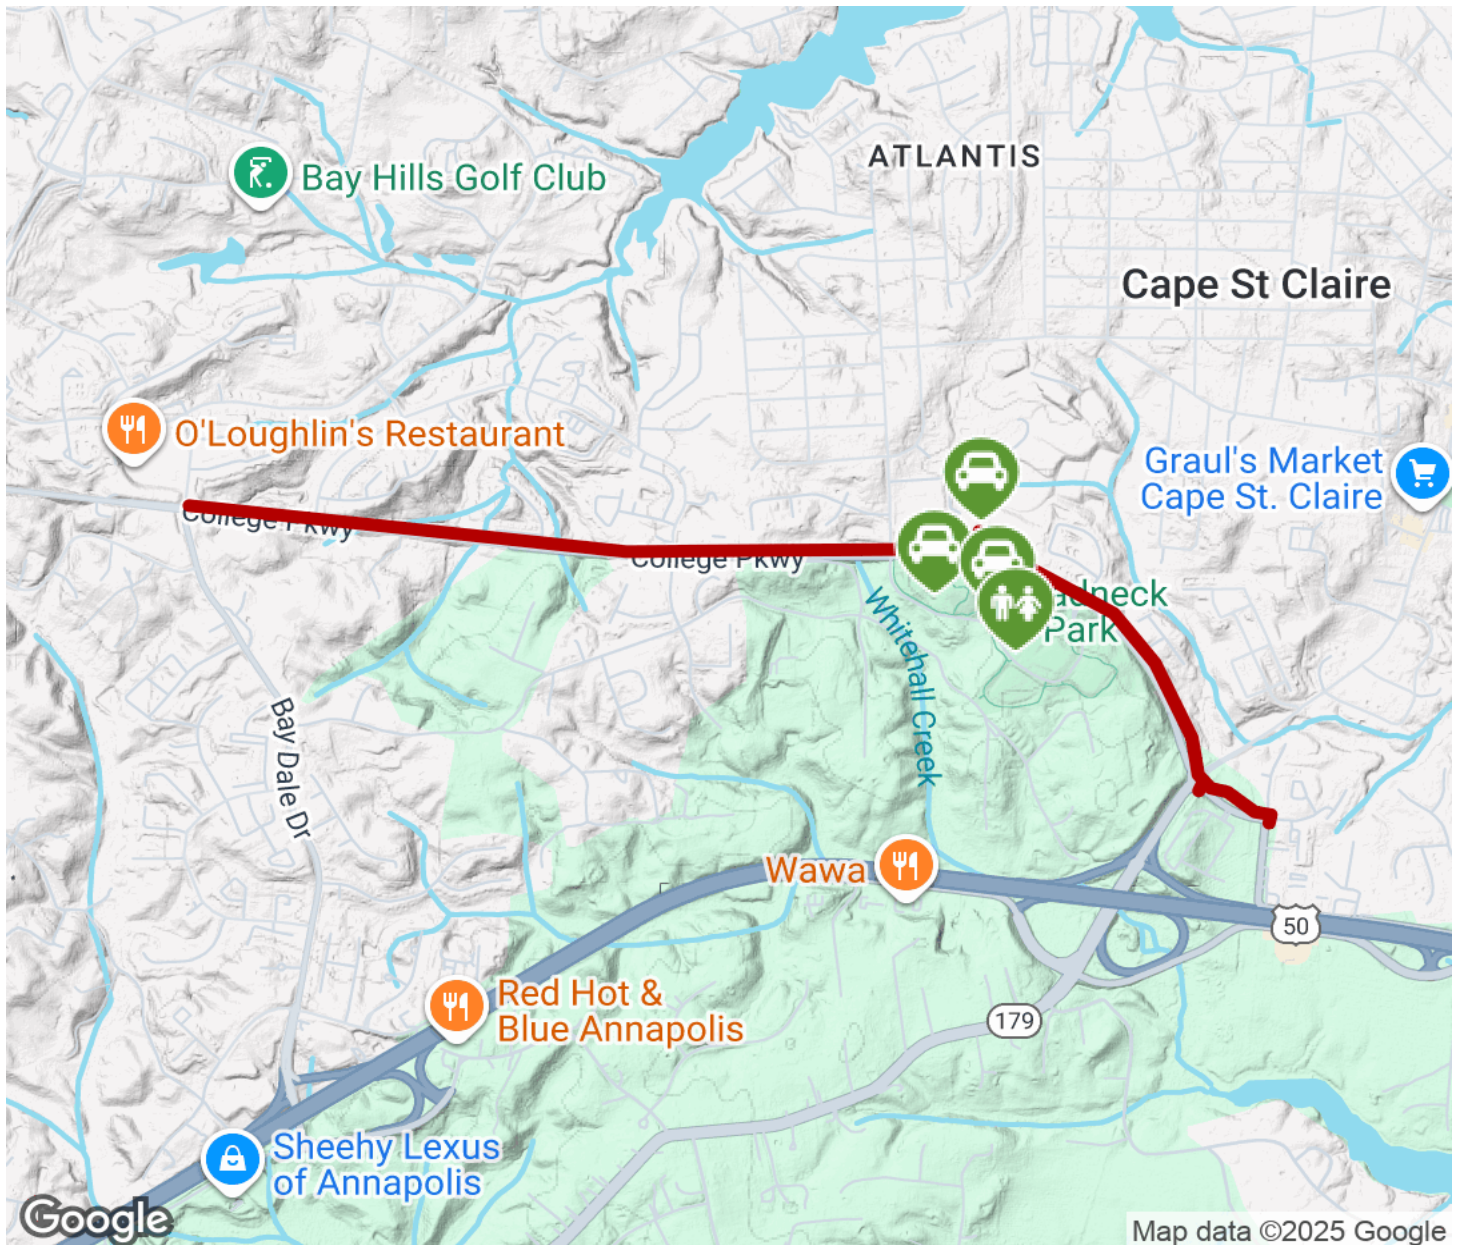 ATLANTIS
Bay Hills Golf Club
Cape St Claire
O'Loughlin's Restaurant
Graul's Market
Cape St. Claire
College Pkwy
College Pkwy
Park
Whitehall Creek
Bay Dale Dr
Wawa
50
Red Hot &
Blue Annapolis
179
Sheehy Lexus
of Annapolis
Google
Map data ©2025 Google